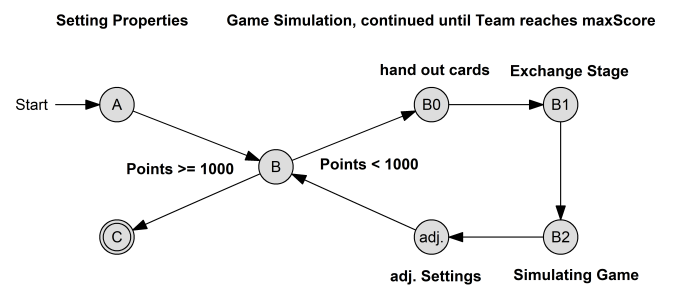 Setting Properties
Game Simulation, continued until Team reaches maxScore
hand out cards
Exchange Stage
Start
A
B0
B1
Points >= 1000
B
Points < 1000
C
adj.
B2
adj. Settings
Simulating Game